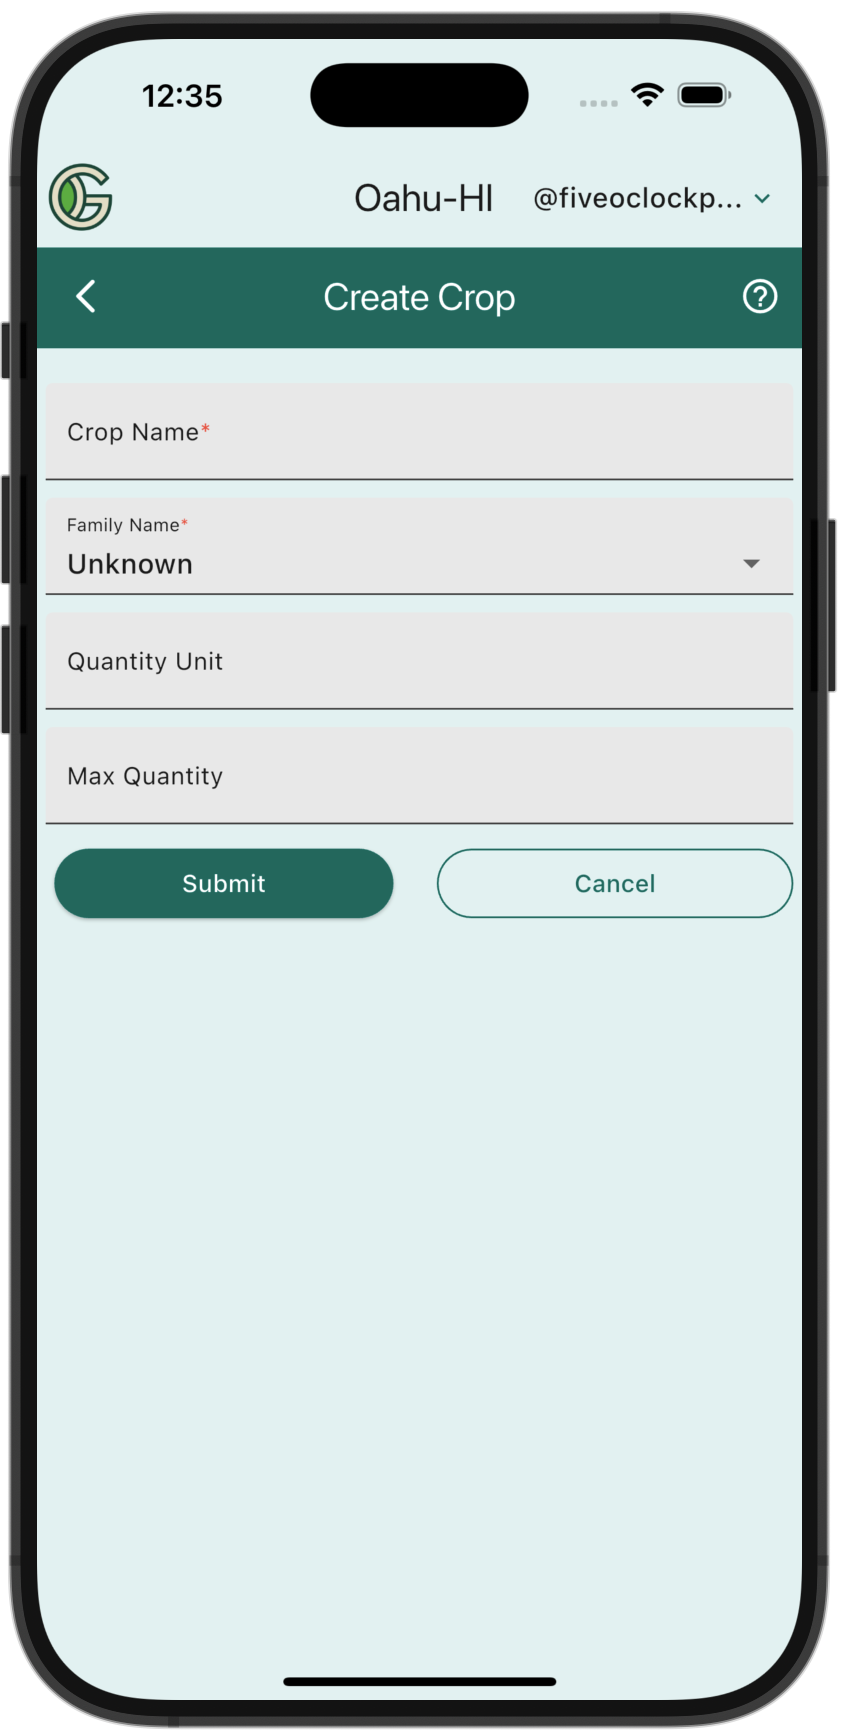 12:35
Oahu-HI @fiveoclockp...
Create Crop
Crop Name*
Family Name*
Unknown
Quantity Unit
Max Quantity
Submit Cancel